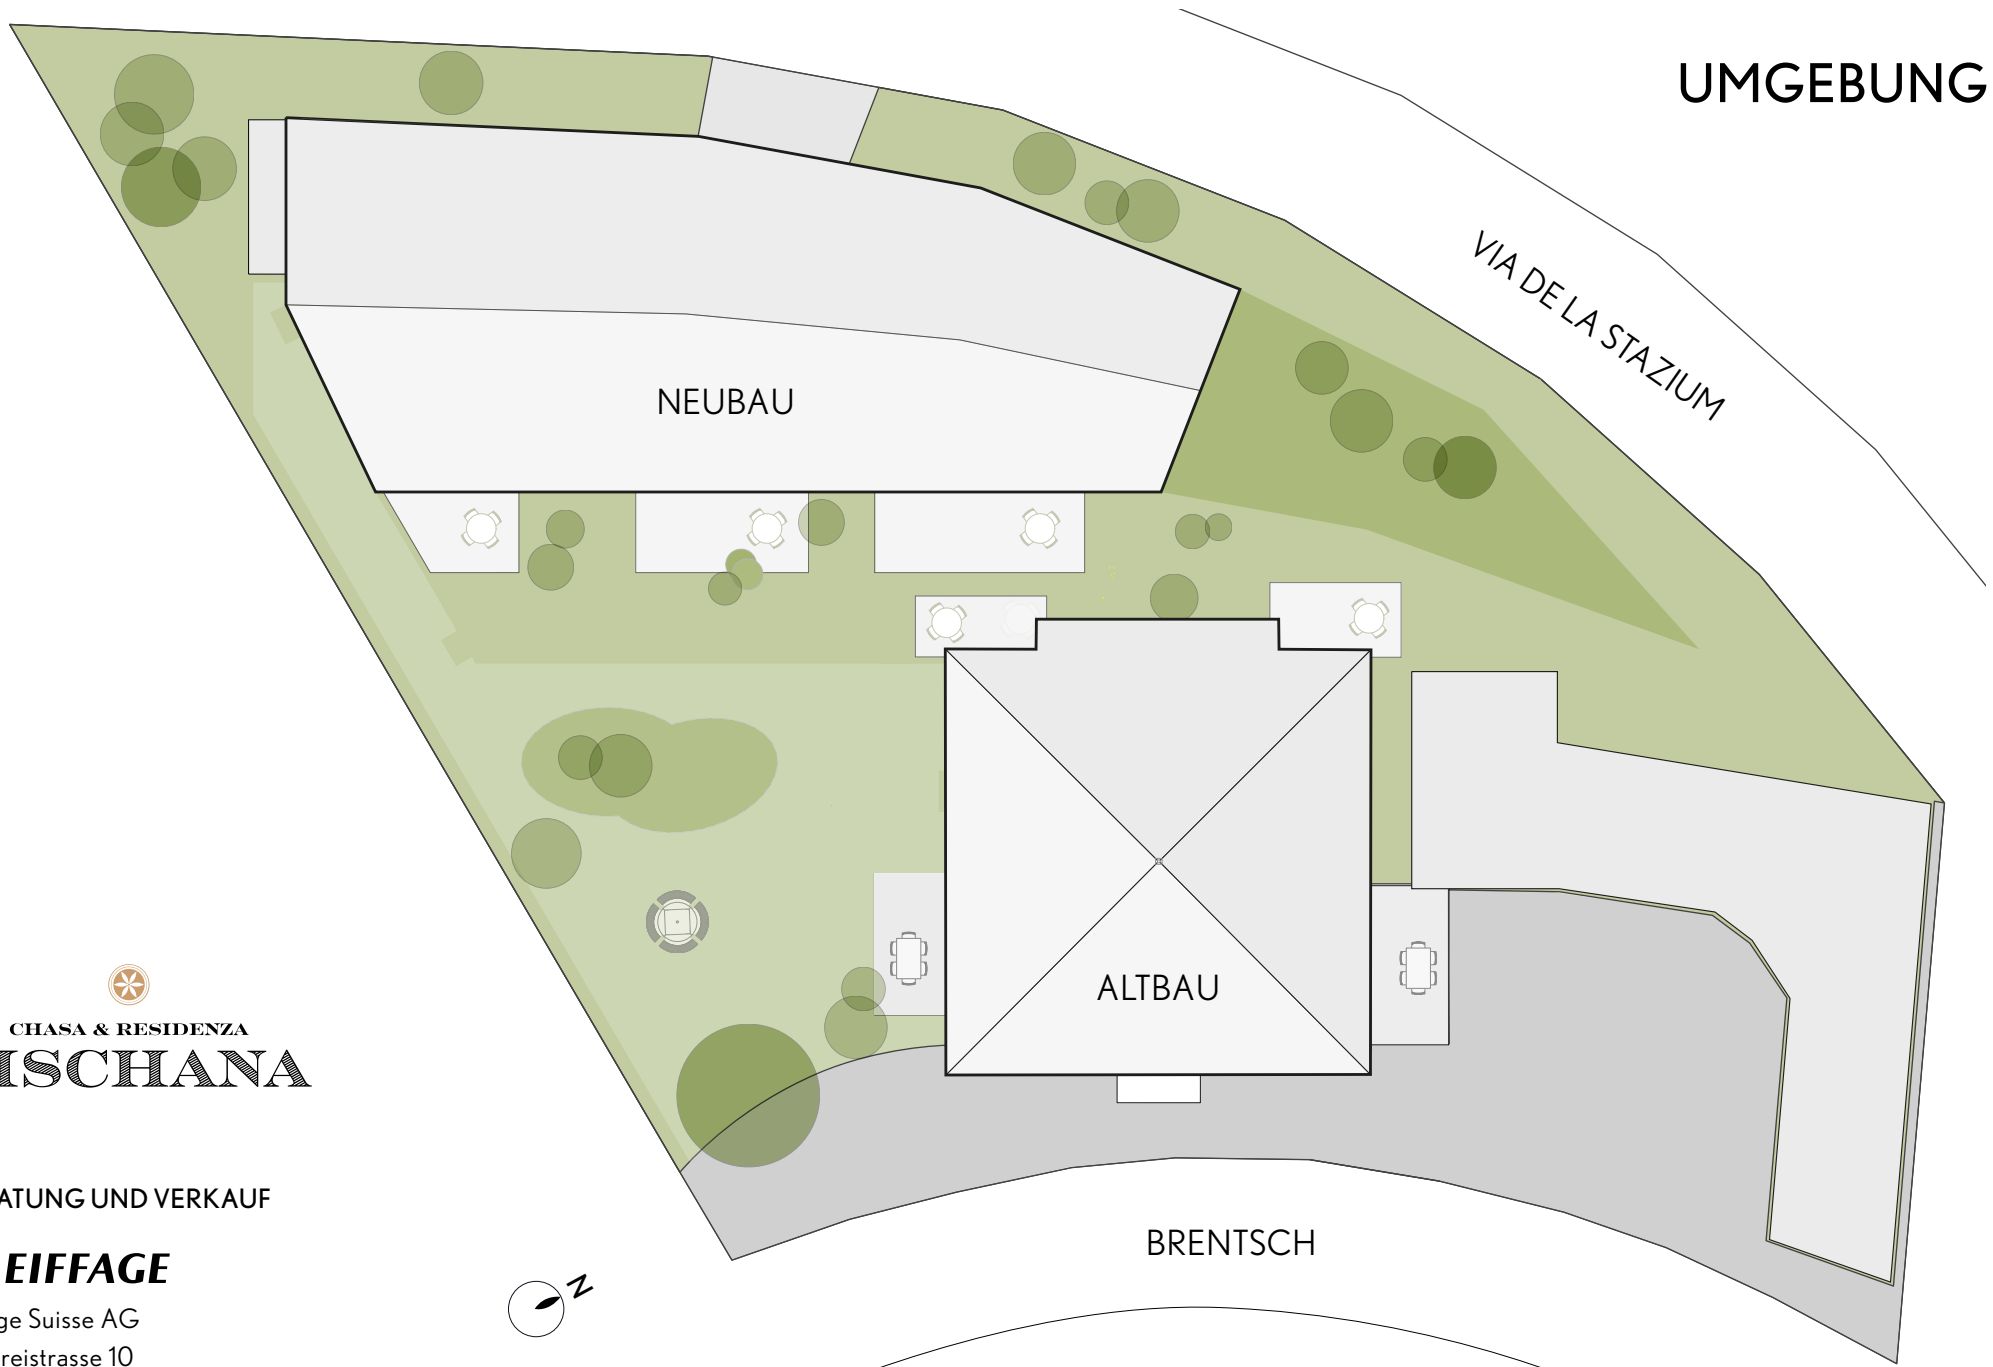 UMGEBUNG
VIA DE LA STAZIUM
NEUBAU
ALTBAU
CHASA & RESIDENZA
ISCHANA
ATUNG UND VERKAUF
BRENTSCH
EIFFAGE
N
ge Suisse AG
reistrasse 10